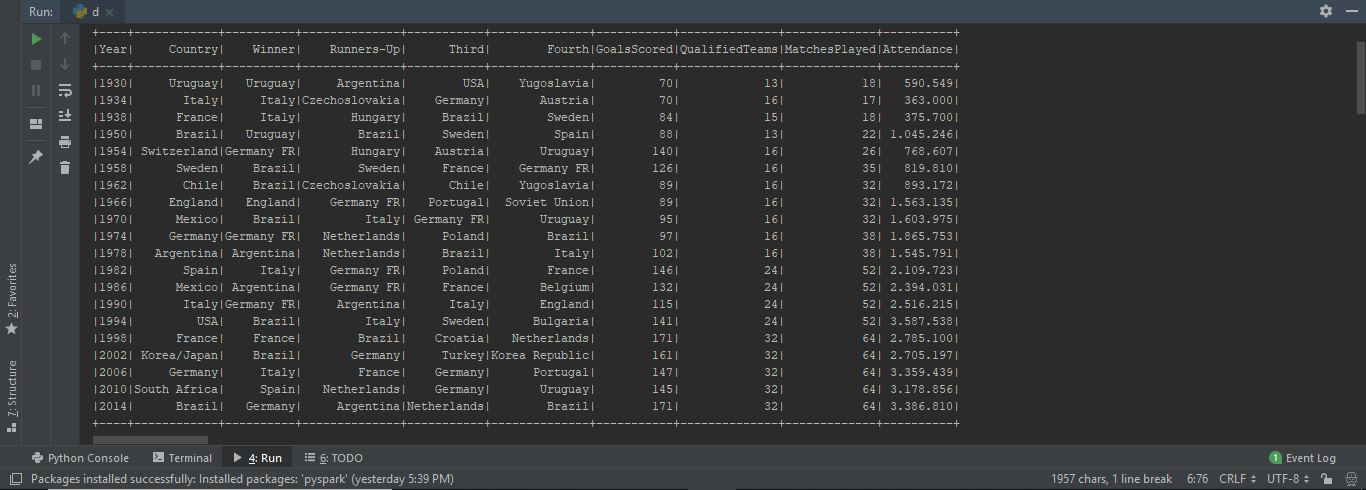 Run: d ×
+----+------------+----------+--------------+-----------+--------------+-----------+--------------+-------------+----------+
|Year|     Country|    Winner|    Runners-Up|      Third|        Fourth|GoalsScored|QualifiedTeams|MatchesPlayed|Attendance|
+----+------------+----------+--------------+-----------+--------------+-----------+--------------+-------------+----------+
|1930|     Uruguay|   Uruguay|     Argentina|        USA|    Yugoslavia|         70|            13|           18|   590.549|
|1934|       Italy|     Italy|Czechoslovakia|    Germany|       Austria|         70|            16|           17|   363.000|
|1938|      France|     Italy|       Hungary|     Brazil|        Sweden|         84|            15|           18|   375.700|
|1950|      Brazil|   Uruguay|        Brazil|     Sweden|         Spain|         88|            13|           22| 1.045.246|
|1954| Switzerland|Germany FR|       Hungary|    Austria|       Uruguay|        140|            16|           26|   768.607|
|1958|      Sweden|    Brazil|        Sweden|     France|    Germany FR|        126|            16|           35|   819.810|
|1962|       Chile|    Brazil|Czechoslovakia|      Chile|    Yugoslavia|         89|            16|           32|   893.172|
|1966|     England|   England|    Germany FR|   Portugal|  Soviet Union|         89|            16|           32| 1.563.135|
|1970|      Mexico|    Brazil|         Italy| Germany FR|       Uruguay|         95|            16|           32| 1.603.975|
|1974|     Germany|Germany FR|   Netherlands|     Poland|        Brazil|         97|            16|           38| 1.865.753|
|1978|   Argentina| Argentina|   Netherlands|     Brazil|         Italy|        102|            16|           38| 1.545.791|
|1982|       Spain|     Italy|    Germany FR|     Poland|        France|        146|            24|           52| 2.109.723|
|1986|      Mexico| Argentina|    Germany FR|     France|       Belgium|        132|            24|           52| 2.394.031|
|1990|       Italy|Germany FR|     Argentina|      Italy|       England|        115|            24|           52| 2.516.215|
|1994|         USA|    Brazil|         Italy|     Sweden|      Bulgaria|        141|            24|           52| 3.587.538|
|1998|      France|    France|        Brazil|    Croatia|   Netherlands|        171|            32|           64| 2.785.100|
|2002| Korea/Japan|    Brazil|       Germany|     Turkey|Korea Republic|        161|            32|           64| 2.705.197|
|2006|     Germany|     Italy|        France|    Germany|      Portugal|        147|            32|           64| 3.359.439|
|2010|South Africa|     Spain|   Netherlands|    Germany|       Uruguay|        145|            32|           64| 3.178.856|
|2014|      Brazil|   Germany|     Argentina|Netherlands|        Brazil|        171|            32|           64| 3.386.810|
+----+------------+----------+--------------+-----------+--------------+-----------+--------------+-------------+----------+
2: Favorites
7: Structure
Python Console Terminal 4: Run 6: TODO 1 Event Log
Packages installed successfully: Installed packages: 'pyspark' (yesterday 5:39 PM) 1957 chars, 1 line break 6:76 CRLF UTF-8